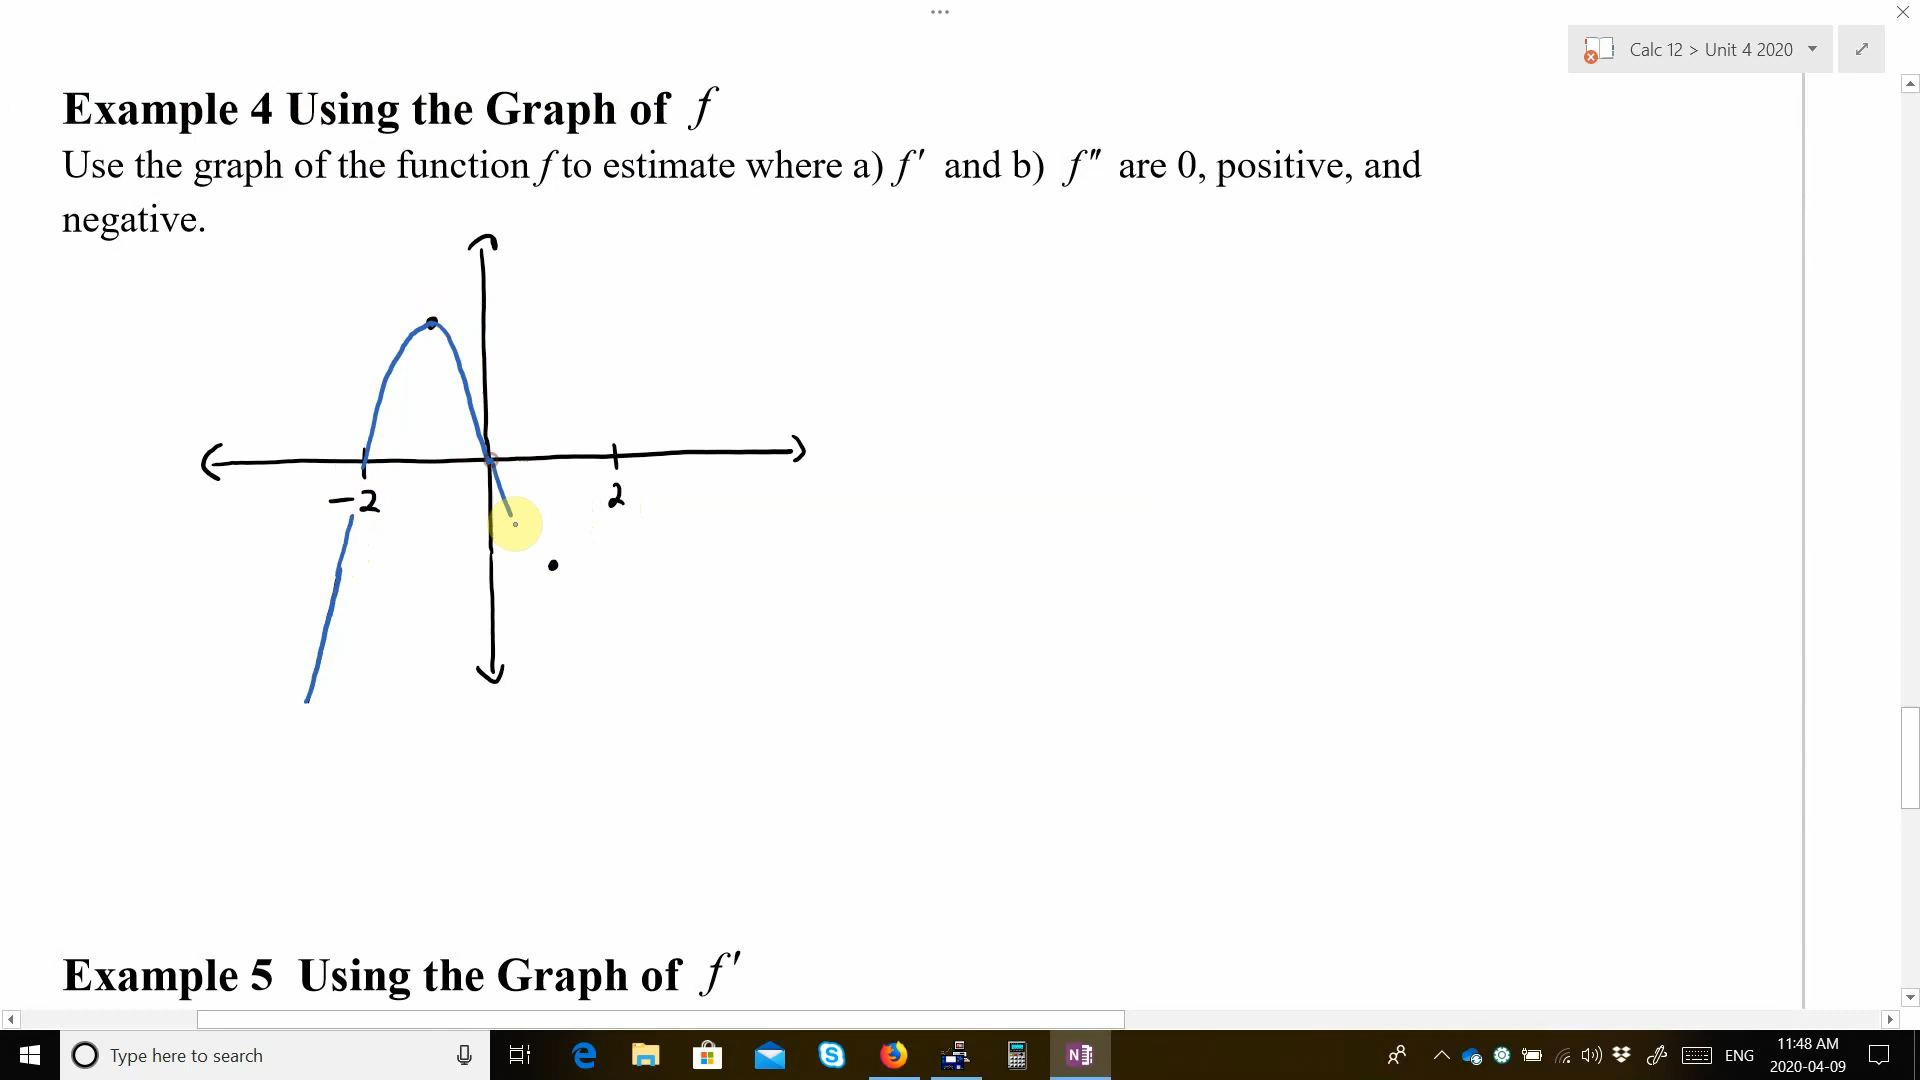 Calc 12 > Unit 4 2020
Example 4 Using the Graph of f
Use the graph of the function f to estimate where a) f′ and b) f″ are 0, positive, and
negative.
-2
2
Example 5 Using the Graph of f′
Type here to search
ENG
11:48 AM
2020-04-09